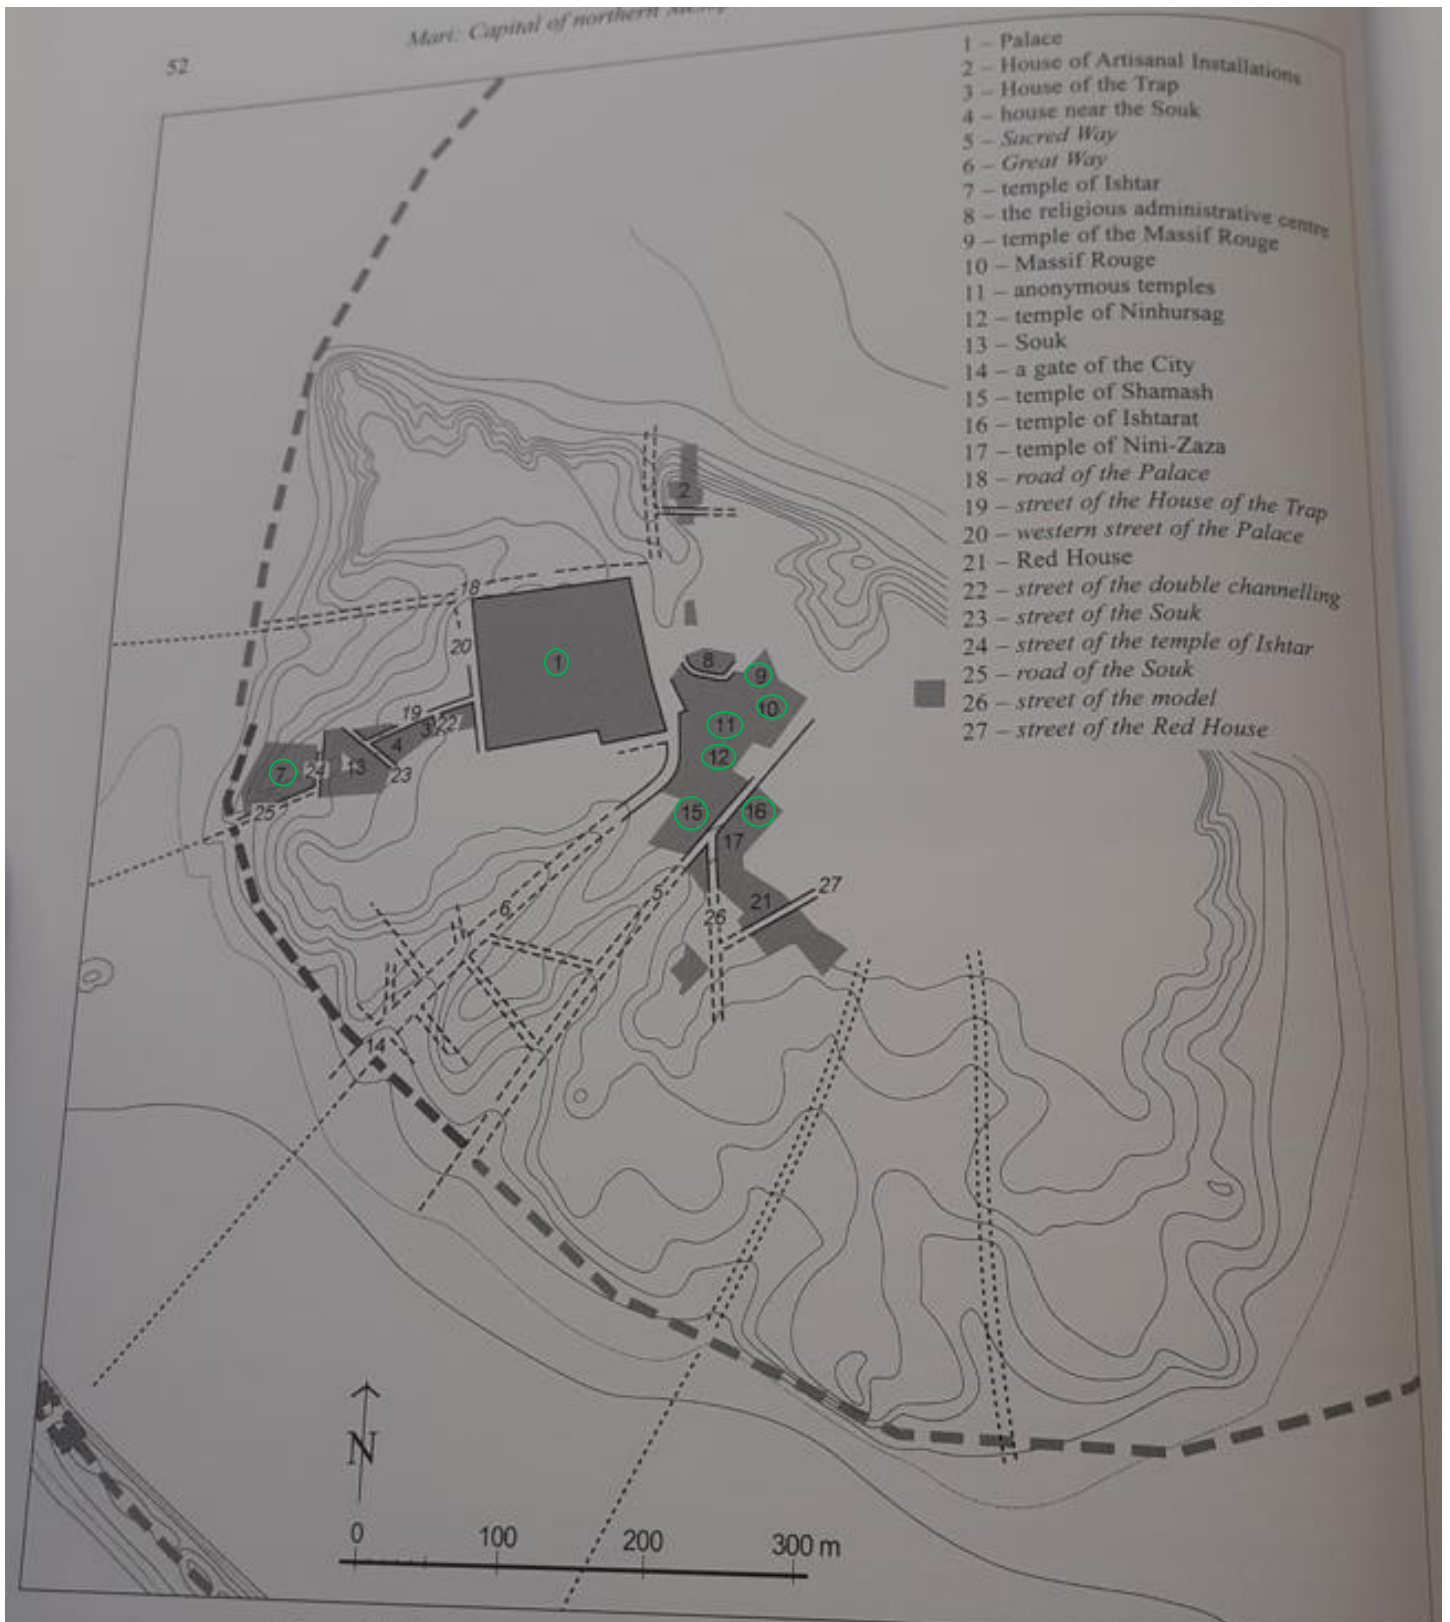 52
Mari: Capital of northern
1 – Palace
2 – House of Artisanal Installations
3 – House of the Trap
4 – house near the Souk
5 – Sacred Way
6 – Great Way
7 – temple of Ishtar
8 – the religious administrative centre
9 – temple of the Massif Rouge
10 – Massif Rouge
11 – anonymous temples
12 – temple of Ninhursag
13 – Souk
14 – a gate of the City
15 – temple of Shamash
16 – temple of Ishtarat
17 – temple of Nini-Zaza
18 – road of the Palace
19 – street of the House of the Trap
20 – western street of the Palace
21 – Red House
22 – street of the double channelling
23 – street of the Souk
24 – street of the temple of Ishtar
25 – road of the Souk
26 – street of the model
27 – street of the Red House
2
18
20
1
8
9
10
19
3
22
11
4
12
7
24
13
23
25
15
16
17
5
27
6
26
21
14
N
0 100 200 300 m